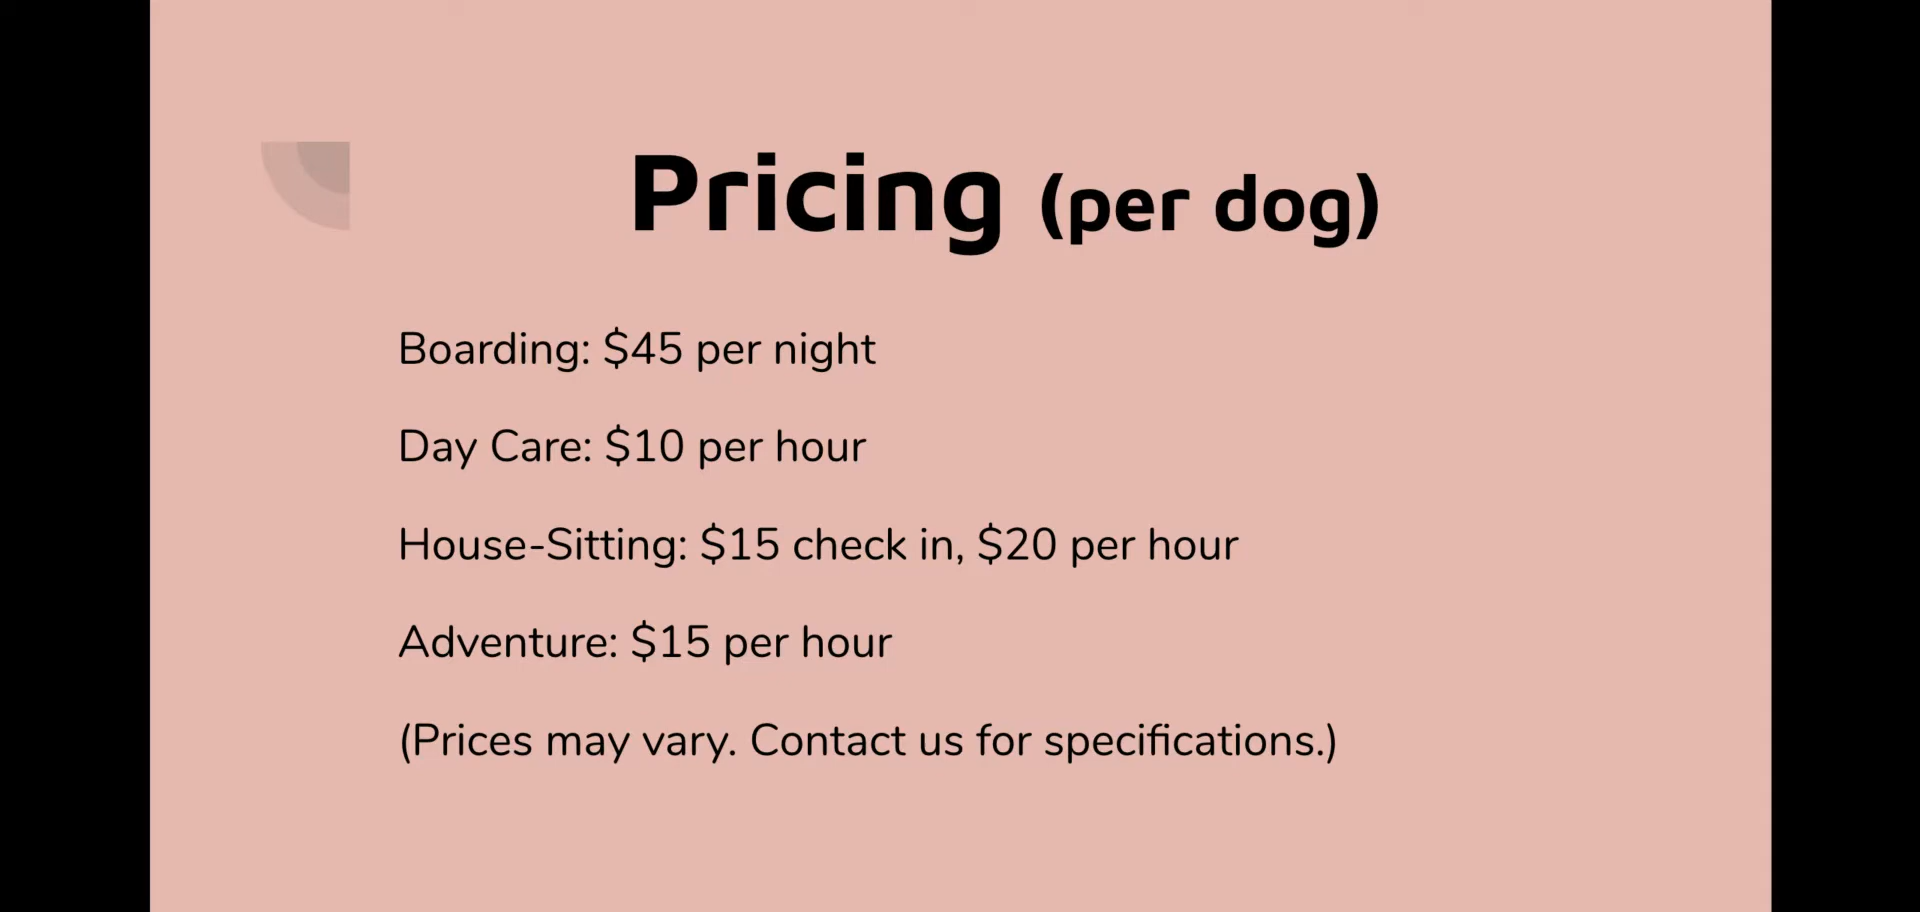 Pricing (per dog)
Boarding: $45 per night
Day Care: $10 per hour
House-Sitting: $15 check in, $20 per hour
Adventure: $15 per hour
(Prices may vary. Contact us for specifications.)